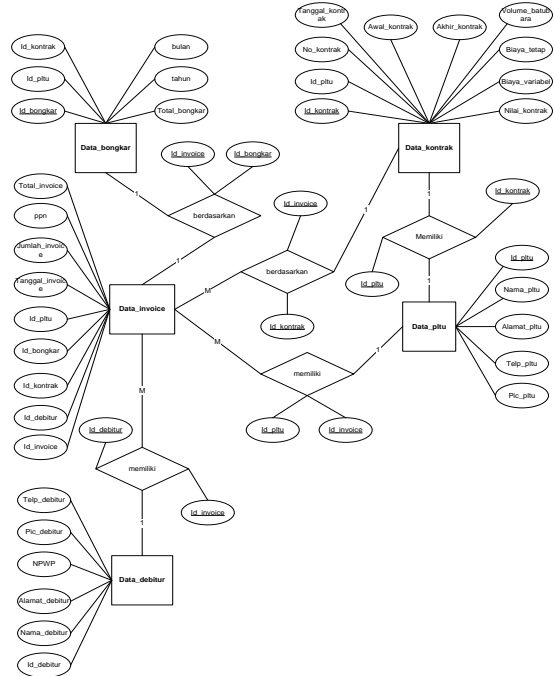 Id_kontrak
Id_pltu
Id_bongkar
bulan
tahun
Total_bongkar
Data_bongkar
Tanggal_kont
rak
No_kontrak
Id_pltu
Id_kontrak
Awal_kontrak
Akhir_kontrak
Volume_batub
ara
Biaya_tetap
Biaya_variabel
Nilai_kontrak
Data_kontrak
Id_invoice
Id_bongkar
1
berdasarkan
1
Id_invoice
M
berdasarkan
1
Id_kontrak
1
Id_kontrak
Memiliki
Id_pltu
1
Total_invoice
ppn
Jumlah_invoic
e
Tanggal_invoic
e
Id_pltu
Id_bongkar
Id_kontrak
Id_debitur
Id_invoice
Data_invoice
Data_pltu
Id_pltu
Nama_pltu
Alamat_pltu
Telp_pltu
Pic_pltu
M
memiliki
1
Id_pltu
Id_invoice
M
Id_debitur
memiliki
Id_invoice
1
Telp_debitur
Pic_debitur
NPWP
Alamat_debitur
Nama_debitur
Id_debitur
Data_debitur